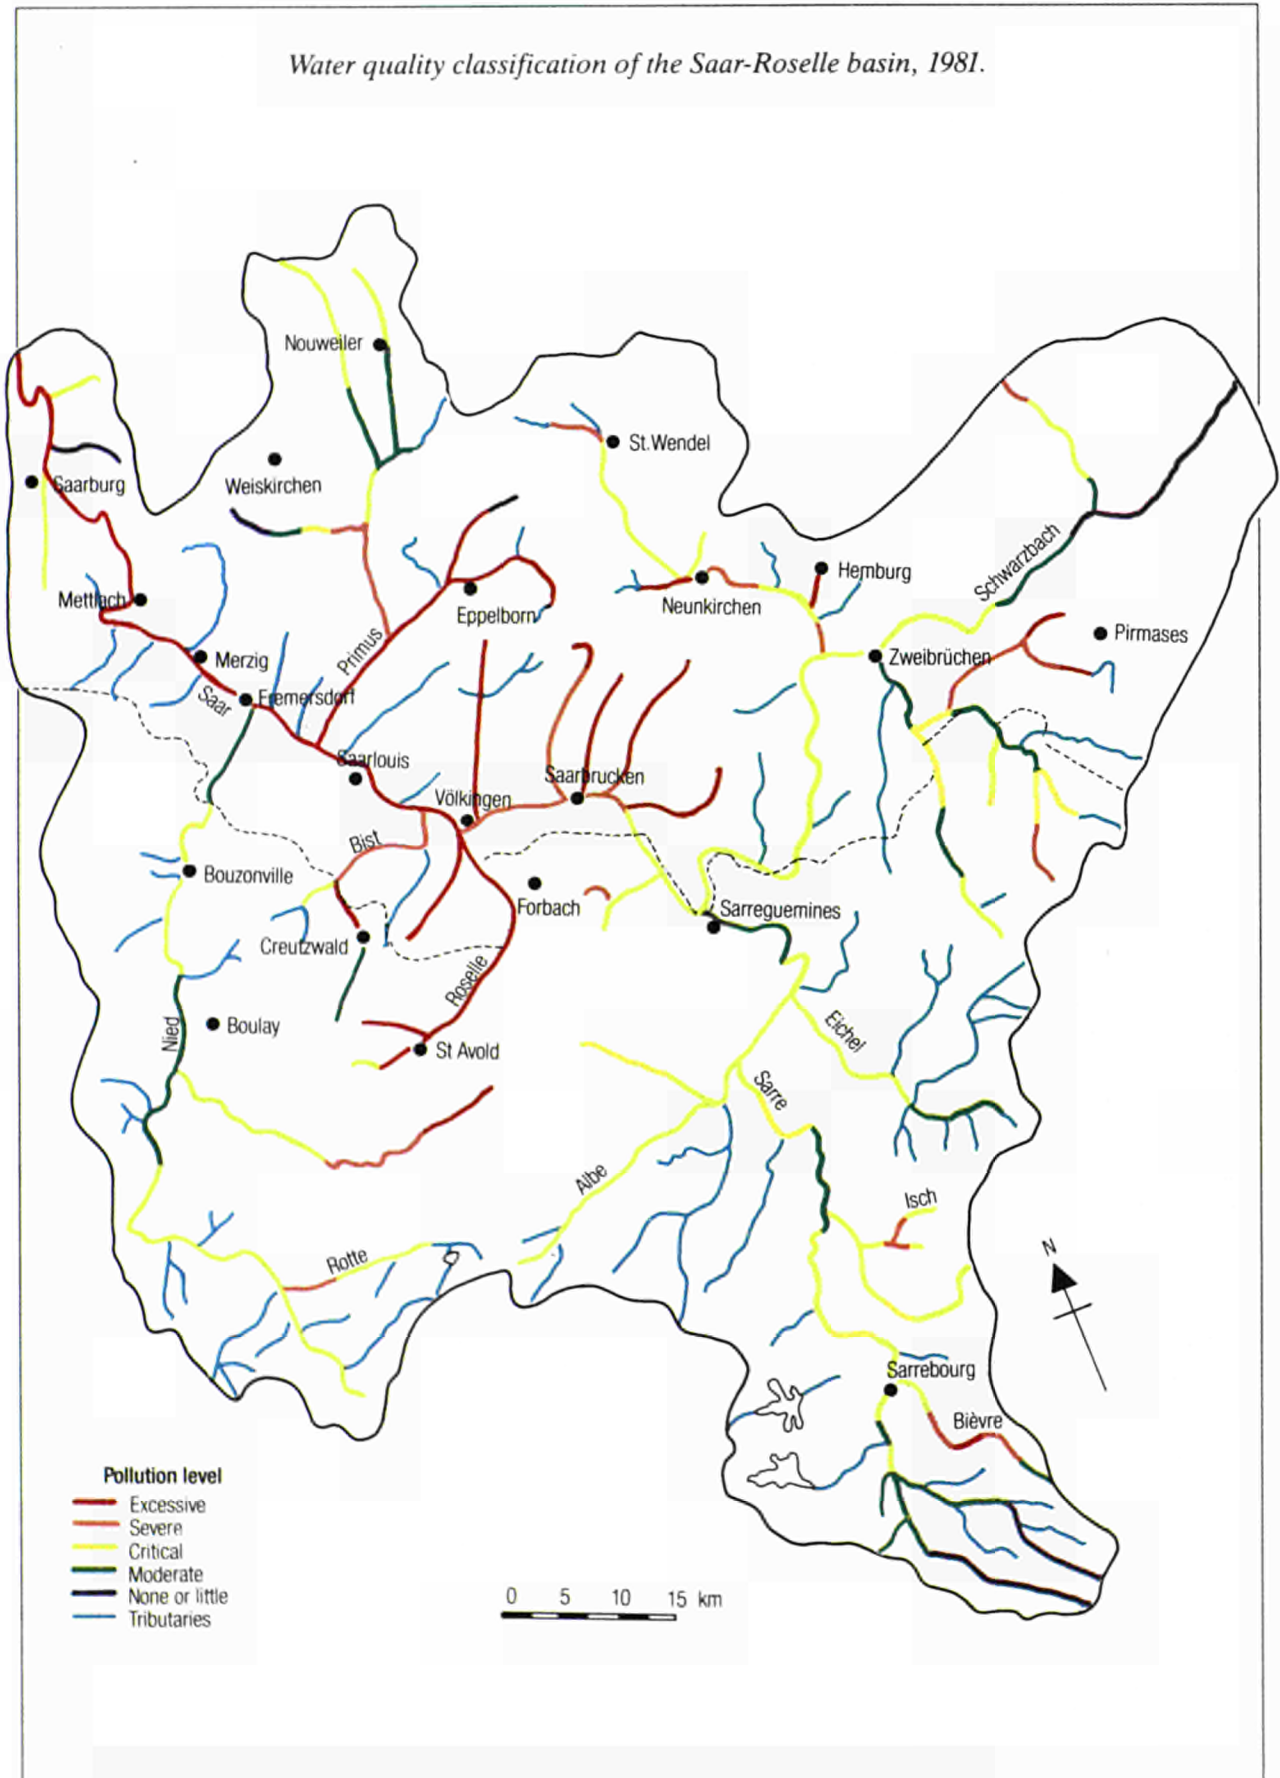 Water quality classification of the Saar-Roselle basin, 1981.
Nouweiler
St.Wendel
Saarburg
Weiskirchen
Schwarzbach
Hemburg
Mettlach
Eppelborn
Neunkirchen
Pirmases
Primus
Merzig
Zweibrüchen
Saar
Fremersdorf
Saarlouis
Saarbrucken
Völkingen
Bist
Bouzonville
Forbach
Sarreguemines
Creutzwald
Roselle
Nied
Boulay
Eichel
St Avold
Sarre
Albe
Isch
Rotte
N
Sarrebourg
Bièvre
Pollution level
Excessive
Severe
Critical
Moderate
None or little
Tributaries
0 5 10 15 km